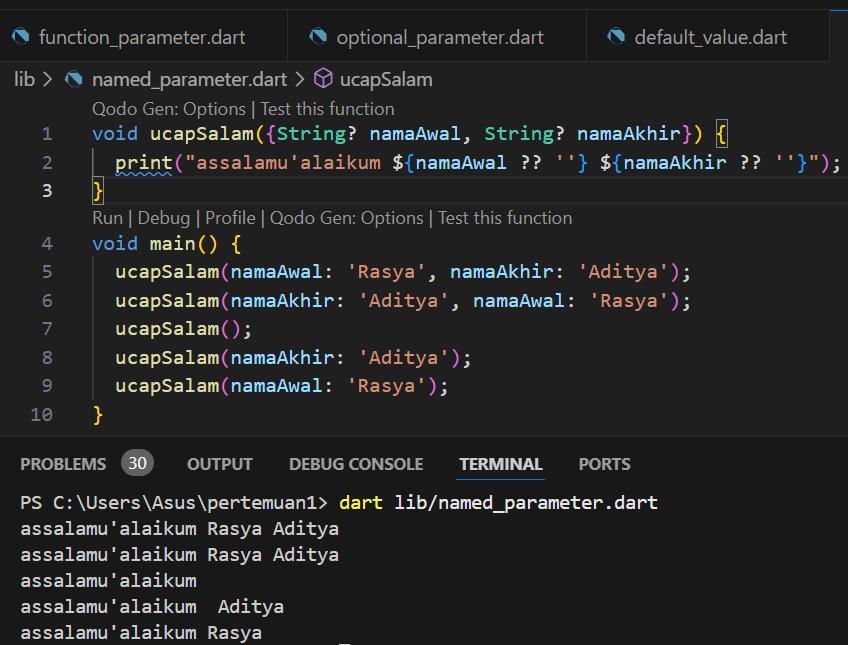 function_parameter.dart optional_parameter.dart default_value.dart
lib > named_parameter.dart > ucapSalam
Qodo Gen: Options | Test this function
1 void ucapSalam({String? namaAwal, String? namaAkhir}) {
2   print("assalamu'alaikum ${namaAwal ?? ''} ${namaAkhir ?? ''}");
3 }
Run | Debug | Profile | Qodo Gen: Options | Test this function
4 void main() {
5   ucapSalam(namaAwal: 'Rasya', namaAkhir: 'Aditya');
6   ucapSalam(namaAkhir: 'Aditya', namaAwal: 'Rasya');
7   ucapSalam();
8   ucapSalam(namaAkhir: 'Aditya');
9   ucapSalam(namaAwal: 'Rasya');
10 }
PROBLEMS 30 OUTPUT DEBUG CONSOLE TERMINAL PORTS
PS C:\Users\Asus\pertemuan1> dart lib/named_parameter.dart
assalamu'alaikum Rasya Aditya
assalamu'alaikum Rasya Aditya
assalamu'alaikum
assalamu'alaikum  Aditya
assalamu'alaikum Rasya